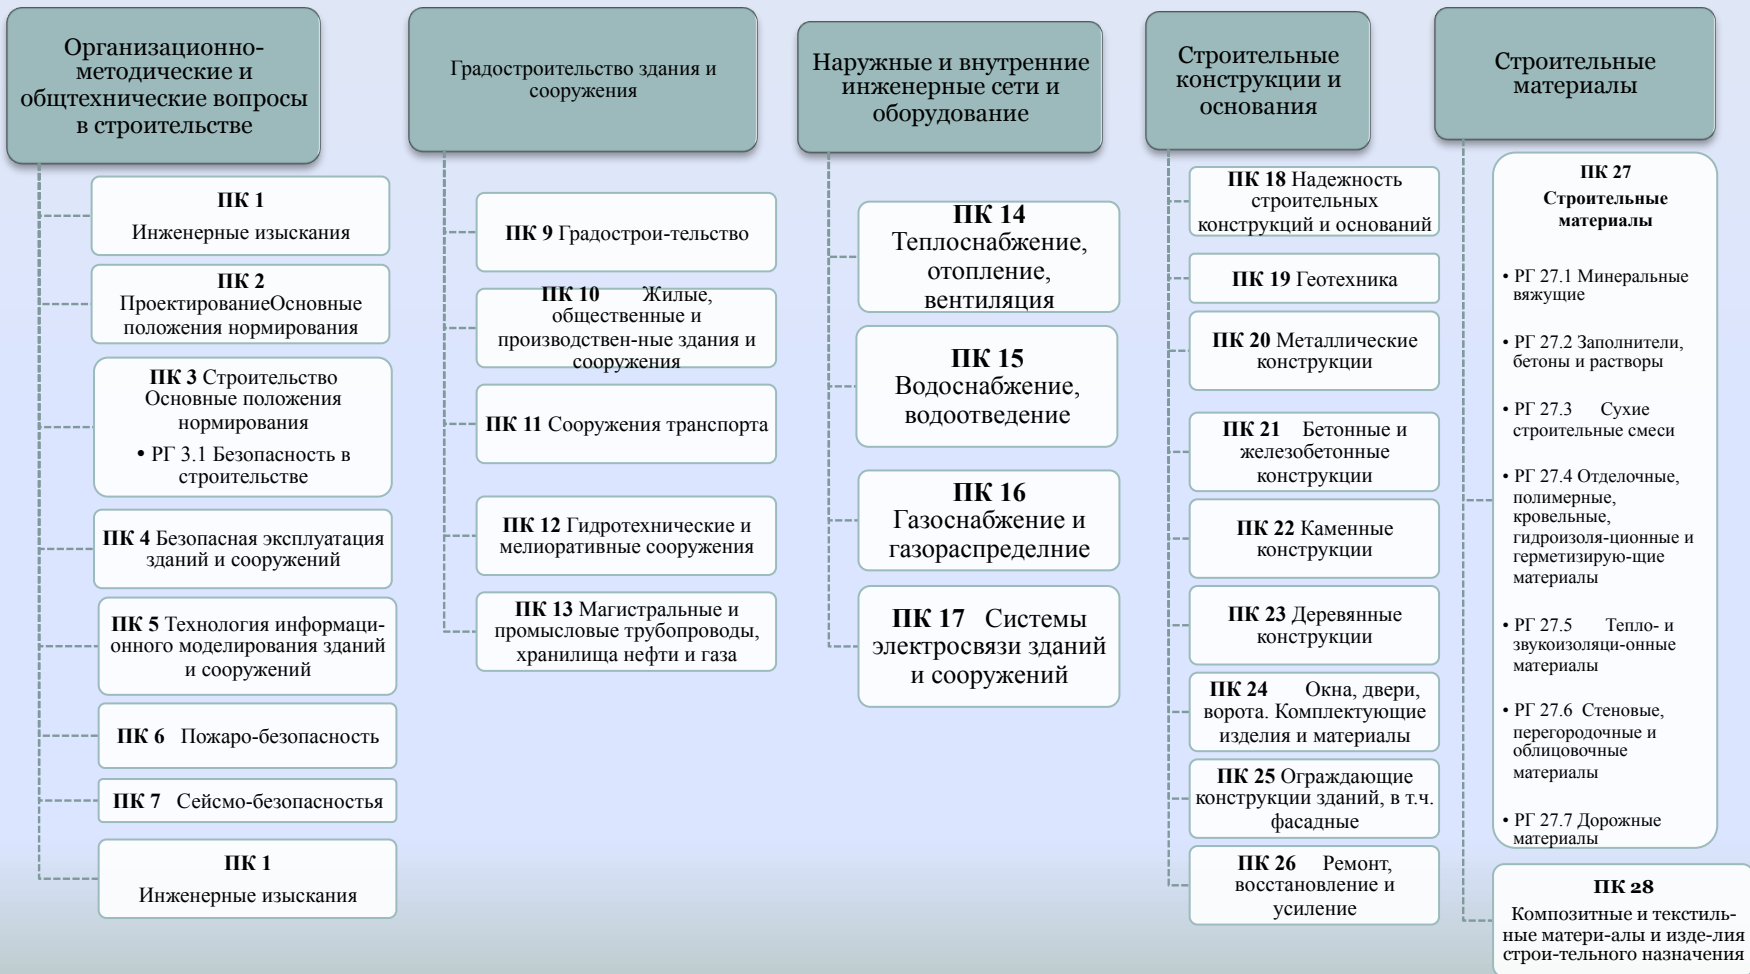 Организационно-
методические и
общтехнические вопросы
в строительстве
ПК 1
Инженерные изыскания
ПК 2
ПроектированиеОсновные
положения нормирования
ПК 3 Строительство
Основные положения
нормирования
• РГ 3.1 Безопасность в
строительстве
ПК 4 Безопасная эксплуатация
зданий и сооружений
ПК 5 Технология информаци-
онного моделирования зданий
и сооружений
ПК 6 Пожаро-безопасность
ПК 7 Сейсмо-безопасностья
ПК 1
Инженерные изыскания
Градостроительство здания и
сооружения
ПК 9 Градострои-тельство
ПК 10 Жилые,
общественные и
производствен-ные здания и
сооружения
ПК 11 Сооружения транспорта
ПК 12 Гидротехнические и
мелиоративные сооружения
ПК 13 Магистральные и
промысловые трубопроводы,
хранилища нефти и газа
Наружные и внутренние
инженерные сети и
оборудование
ПК 14
Теплоснабжение,
отопление,
вентиляция
ПК 15
Водоснабжение,
водоотведение
ПК 16
Газоснабжение и
газораспределние
ПК 17 Системы
электросвязи зданий
и сооружений
Строительные
конструкции и
основания
ПК 18 Надежность
строительных
конструкций и оснований
ПК 19 Геотехника
ПК 20 Металлические
конструкции
ПК 21 Бетонные и
железобетонные
конструкции
ПК 22 Каменные
конструкции
ПК 23 Деревянные
конструкции
ПК 24 Окна, двери,
ворота. Комплектующие
изделия и материалы
ПК 25 Ограждающие
конструкции зданий, в т.ч.
фасадные
ПК 26 Ремонт,
восстановление и
усиление
Строительные
материалы
ПК 27
Строительные
материалы
• РГ 27.1 Минеральные
вяжущие
• РГ 27.2 Заполнители,
бетоны и растворы
• РГ 27.3 Сухие
строительные смеси
• РГ 27.4 Отделочные,
полимерные,
кровельные,
гидроизоля-ционные и
герметизирую-щие
материалы
• РГ 27.5 Тепло- и
звукоизоляци-онные
материалы
• РГ 27.6 Стеновые,
перегородочные и
облицовочные
материалы
• РГ 27.7 Дорожные
материалы
ПК 28
Композитные и текстиль-
ные матери-алы и изде-лия
строи-тельного назначения